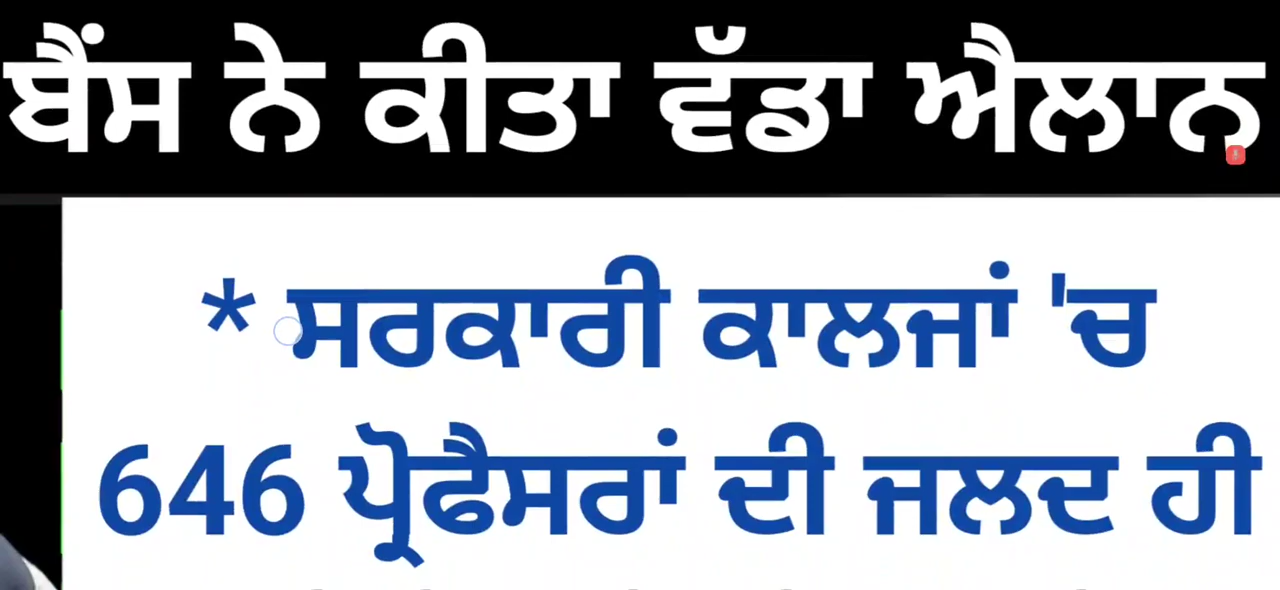 ਬੈਂਸ ਨੇ ਕੀਤਾ ਵੱਡਾ ਐਲਾਨ
* ਸਰਕਾਰੀ ਕਾਲਜਾਂ 'ਚ
646 ਪ੍ਰੋਫੈਸਰਾਂ ਦੀ ਜਲਦ ਹੀ